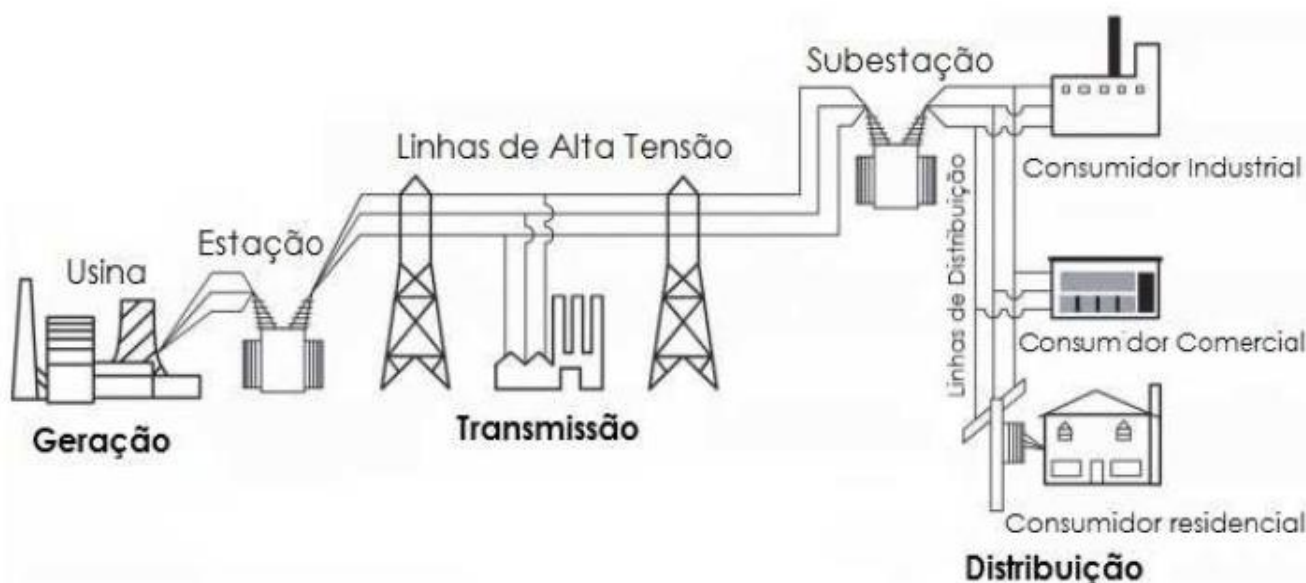 Subestação
Linhas de Alta Tensão
Consumidor Industrial
Estação
Usina
Linhas de Distribuição
Consumidor Comercial
Geração
Transmissão
Consumidor residencial
Distribuição